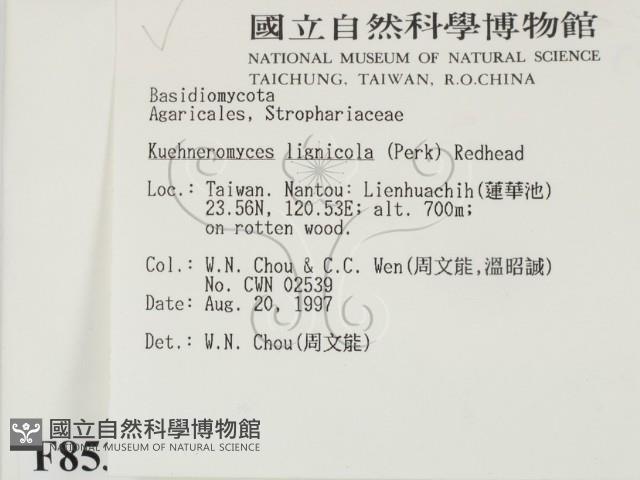 國立自然科學博物館
NATIONAL MUSEUM OF NATURAL SCIENCE
TAICHUNG, TAIWAN, R.O.CHINA
Basidiomycota
Agaricales, Strophariaceae
Kuehneromyces lignicola (Perk) Redhead
Loc.: Taiwan. Nantou: Lienhuachih(蓮華池)
23.56N, 120.53E; alt. 700m;
on rotten wood.
Col.: W.N. Chou & C.C. Wen(周文能,溫昭誠)
No. CWN 02539
Date: Aug. 20, 1997
Det.: W.N. Chou(周文能)
國立自然科學博物館
NATIONAL MUSEUM OF NATURAL SCIENCE
F85.